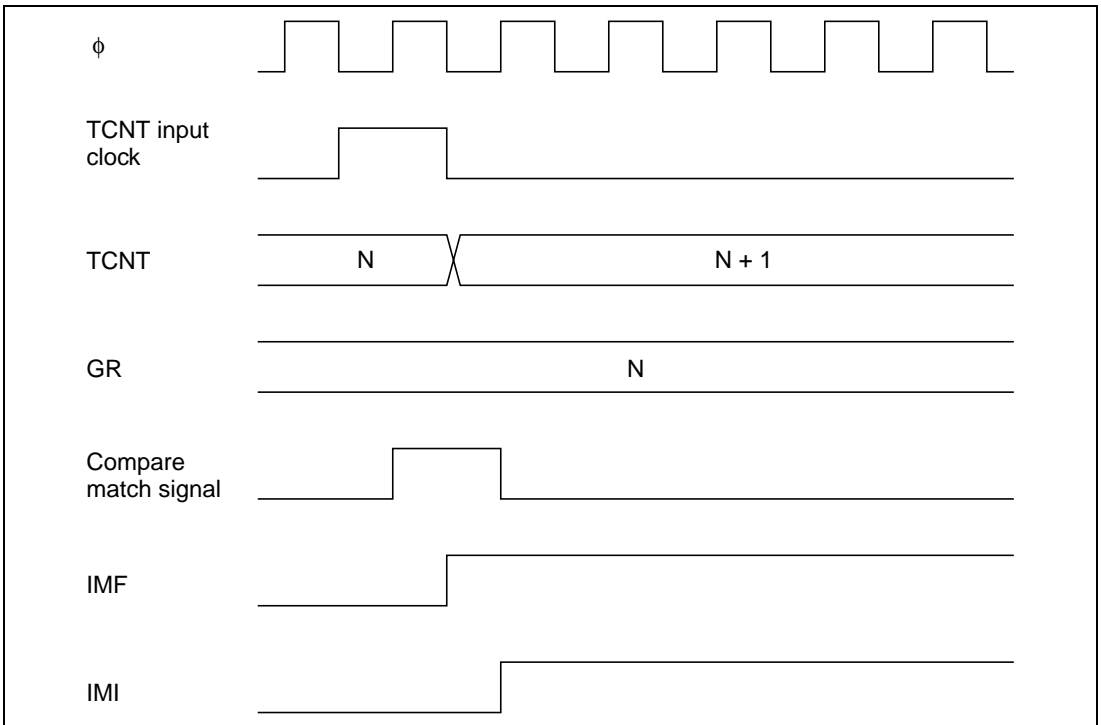 ϕ
TCNT input
clock
TCNT
N
N + 1
GR
N
Compare
match signal
IMF
IMI